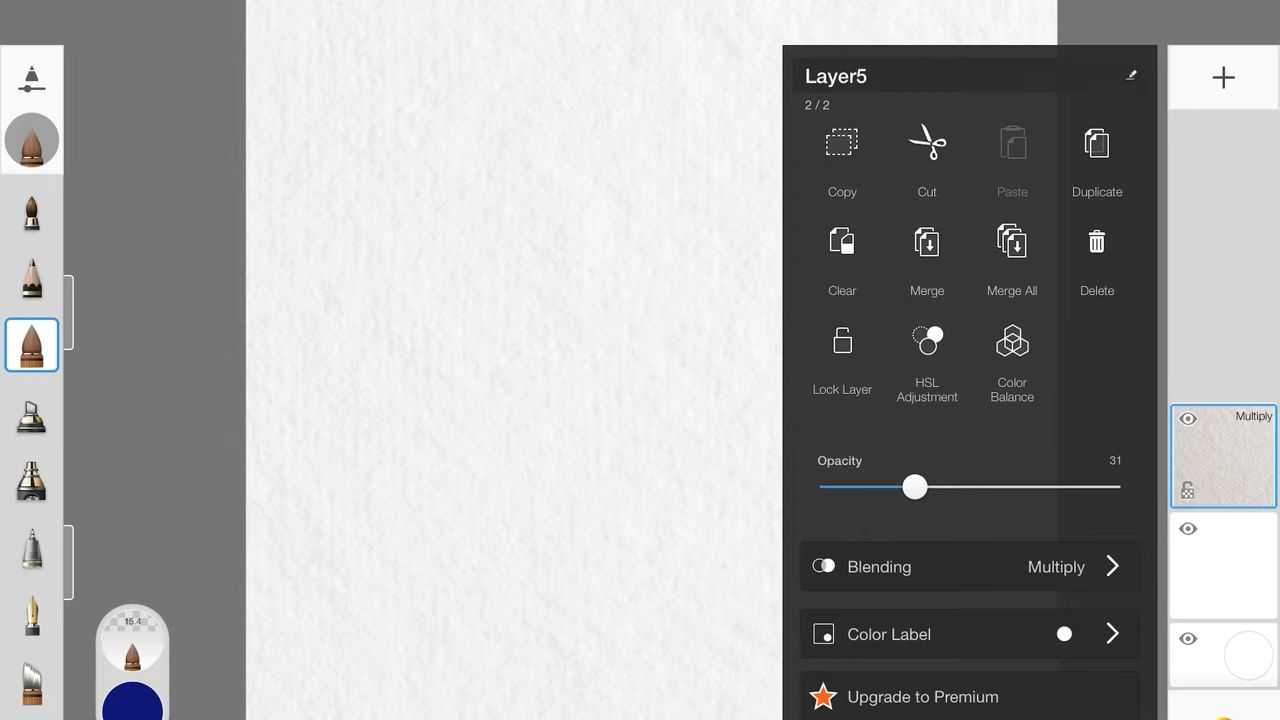 Layer5
2 / 2
Copy
Cut
Paste
Duplicate
Clear
Merge
Merge All
Delete
Lock Layer
HSL
Adjustment
Color
Balance
Opacity
31
Blending
Multiply
Color Label
Upgrade to Premium
Multiply
15.4